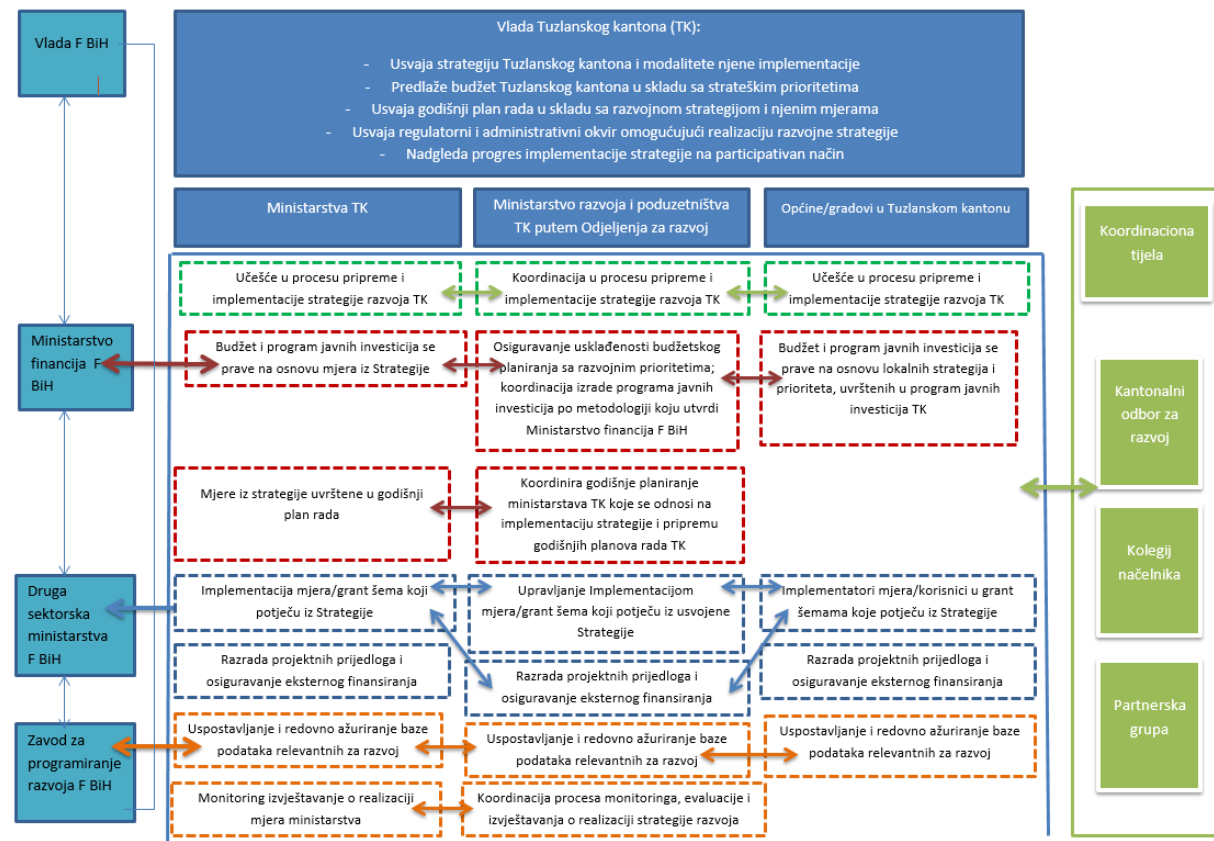 Vlada F BiH
Vlada Tuzlanskog kantona (TK):
- Usvaja strategiju Tuzlanskog kantona i modalitete njene implementacije
- Predlaže budžet Tuzlanskog kantona u skladu sa strateškim prioritetima
- Usvaja godišnji plan rada u skladu sa razvojnom strategijom i njenim mjerama
- Usvaja regulatorni i administrativni okvir omogućujući realizaciju razvojne strategije
- Nadgleda progres implementacije strategije na participativan način
Ministarstva TK
Ministarstvo razvoja i poduzetništva
TK putem Odjeljenja za razvoj
Općine/gradovi u Tuzlanskom kantonu
Koordinaciona
tijela
Učešće u procesu pripreme i
implementacije strategije razvoja TK
Koordinacija u procesu pripreme i
implementacije strategije razvoja TK
Učešće u procesu pripreme i
implementacije strategije razvoja TK
Ministarstvo
financija F
BiH
Budžet i program javnih investicija se
prave na osnovu mjera iz Strategije
Osiguravanje usklađenosti budžetskog
planiranja sa razvojnim prioritetima;
koordinacija izrade programa javnih
investicija po metodologiji koju utvrdi
Ministarstvo financija F BiH
Budžet i program javnih investicija se
prave na osnovu lokalnih strategija i
prioriteta, uvrštenih u program javnih
investicija TK
Kantonalni
odbor za
razvoj
Mjere iz strategije uvrštene u godišnji
plan rada
Koordinira godišnje planiranje
ministarstava TK koje se odnosi na
implementaciju strategije i pripremu
godišnjih planova rada TK
Kolegij
načelnika
Druga
sektorska
ministarstva
F BiH
Implementacija mjera/grant šema koji
potječu iz Strategije
Upravljanje Implementacijom
mjera/grant šema koji potječu iz usvojene
Strategije
Implementatori mjera/korisnici u grant
šemama koje potječu iz Strategije
Razrada projektnih prijedloga i
osiguravanje eksternog finansiranja
Razrada projektnih prijedloga i
osiguravanje eksternog finansiranja
Razrada projektnih prijedloga i
osiguravanje eksternog finansiranja
Partnerska
grupa
Zavod za
programiranje
razvoja F BiH
Uspostavljanje i redovno ažuriranje baze
podataka relevantnih za razvoj
Uspostavljanje i redovno ažuriranje baze
podataka relevantnih za razvoj
Uspostavljanje i redovno ažuriranje baze
podataka relevantnih za razvoj
Monitoring izvještavanje o realizaciji
mjera ministarstva
Koordinacija procesa monitoringa, evaluacije i
izvještavanja o realizaciji strategije razvoja